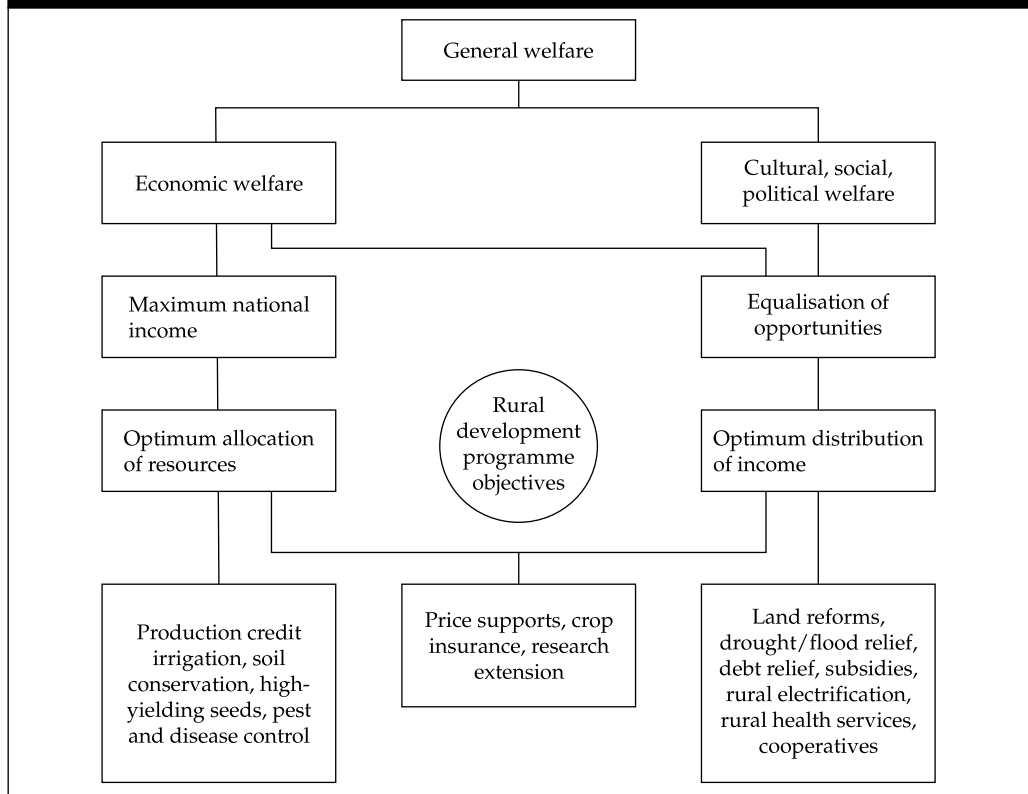 General welfare
Economic welfare
Cultural, social,
political welfare
Maximum national
income
Equalisation of
opportunities
Optimum allocation
of resources
Rural
development
programme
objectives
Optimum distribution
of income
Production credit
irrigation, soil
conservation, high-
yielding seeds, pest
and disease control
Price supports, crop
insurance, research
extension
Land reforms,
drought/flood relief,
debt relief, subsidies,
rural electrification,
rural health services,
cooperatives